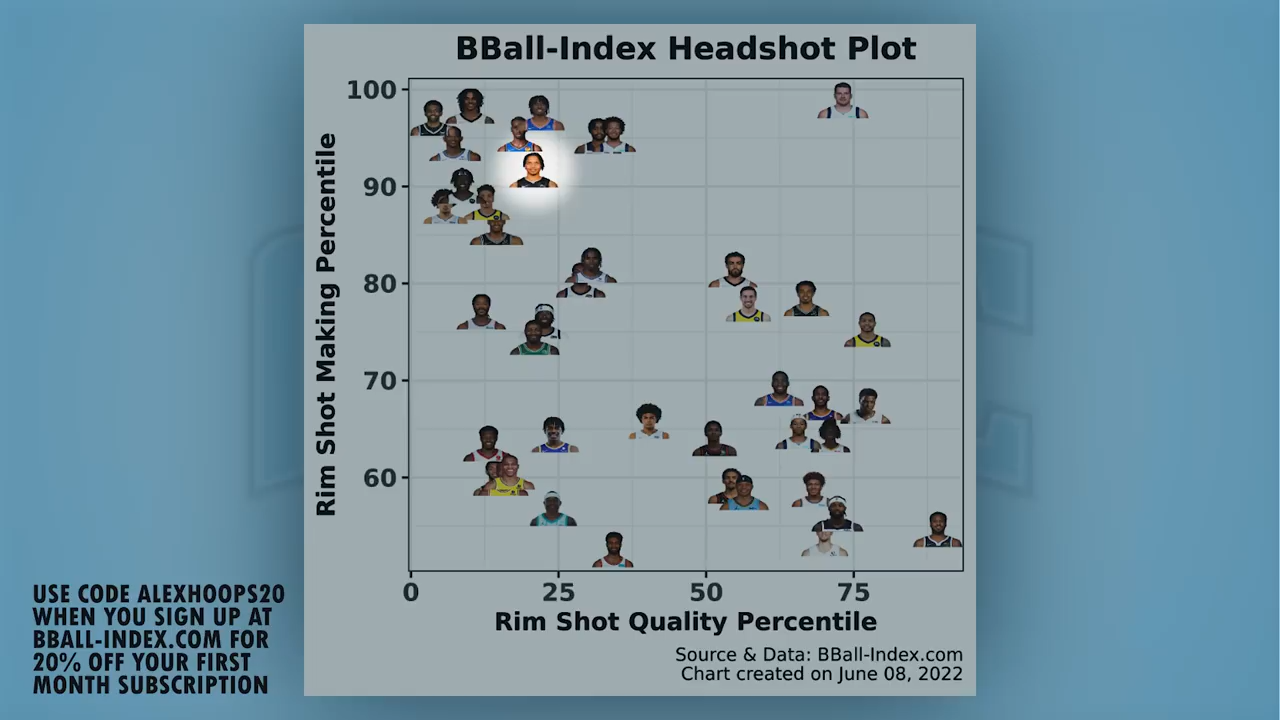 BBall-Index Headshot Plot
100
90
80
70
60
Rim Shot Making Percentile
0 25 50 75
Rim Shot Quality Percentile
Source & Data: BBall-Index.com
Chart created on June 08, 2022
USE CODE ALEXHOOPS20
WHEN YOU SIGN UP AT
BBALL-INDEX.COM FOR
20% OFF YOUR FIRST
MONTH SUBSCRIPTION